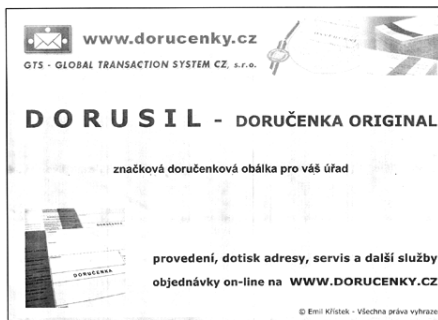 www.dorucenky.cz
GTS - GLOBAL TRANSACTION SYSTEM CZ, s.r.o.
DORUSIL - DORUČENKA ORIGINAL
značková doručenková obálka pro váš úřad
DORUČENKA
provedení, dotisk adresy, servis a další služby
objednávky on-line na WWW.DORUCENKY.CZ
© Emil Křístek - Všechna práva vyhraze